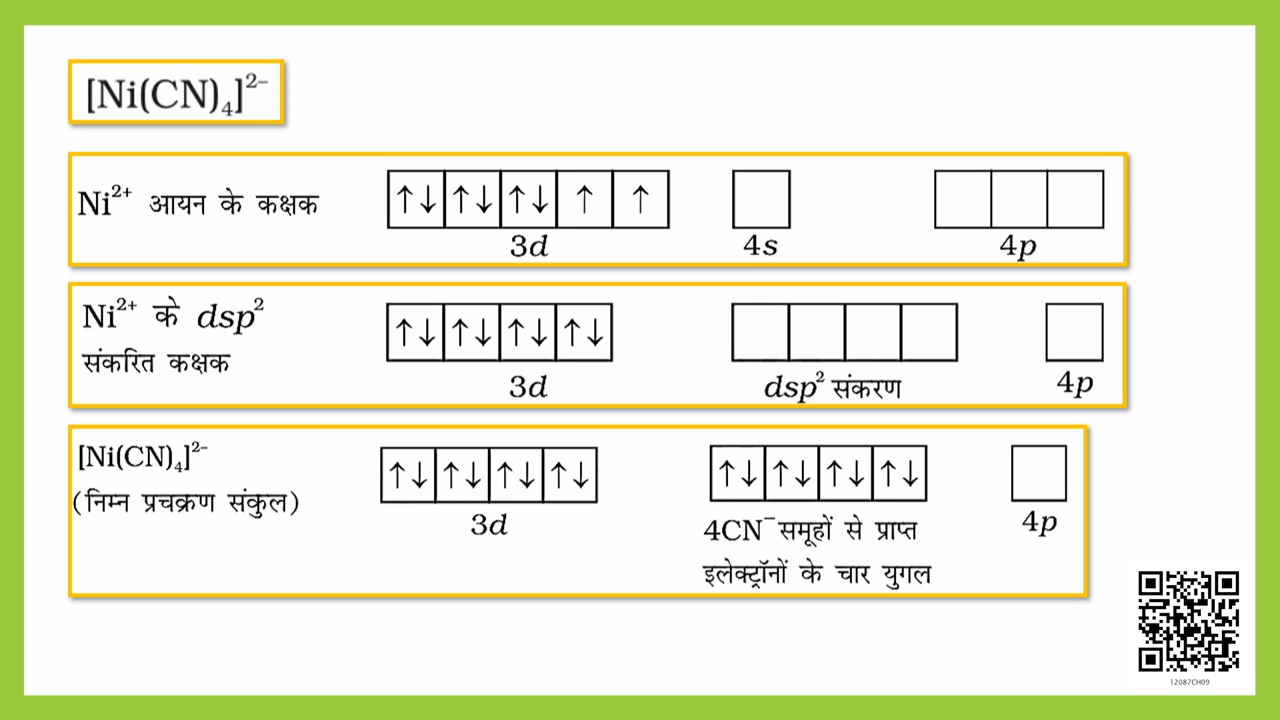 [Ni(CN)₄]²⁻
Ni²⁺ आयन के कक्षक
↑↓ ↑↓ ↑↓ ↑ ↑
3d 4s 4p
Ni²⁺ के dsp²
संकरित कक्षक
↑↓ ↑↓ ↑↓ ↑↓
3d dsp² संकरण 4p
[Ni(CN)₄]²⁻
(निम्न प्रचक्रण संकुल)
↑↓ ↑↓ ↑↓ ↑↓ ↑↓ ↑↓ ↑↓ ↑↓
3d 4p
4CN⁻ समूहों से प्राप्त
इलेक्ट्रॉनों के चार युगल
12087CH09